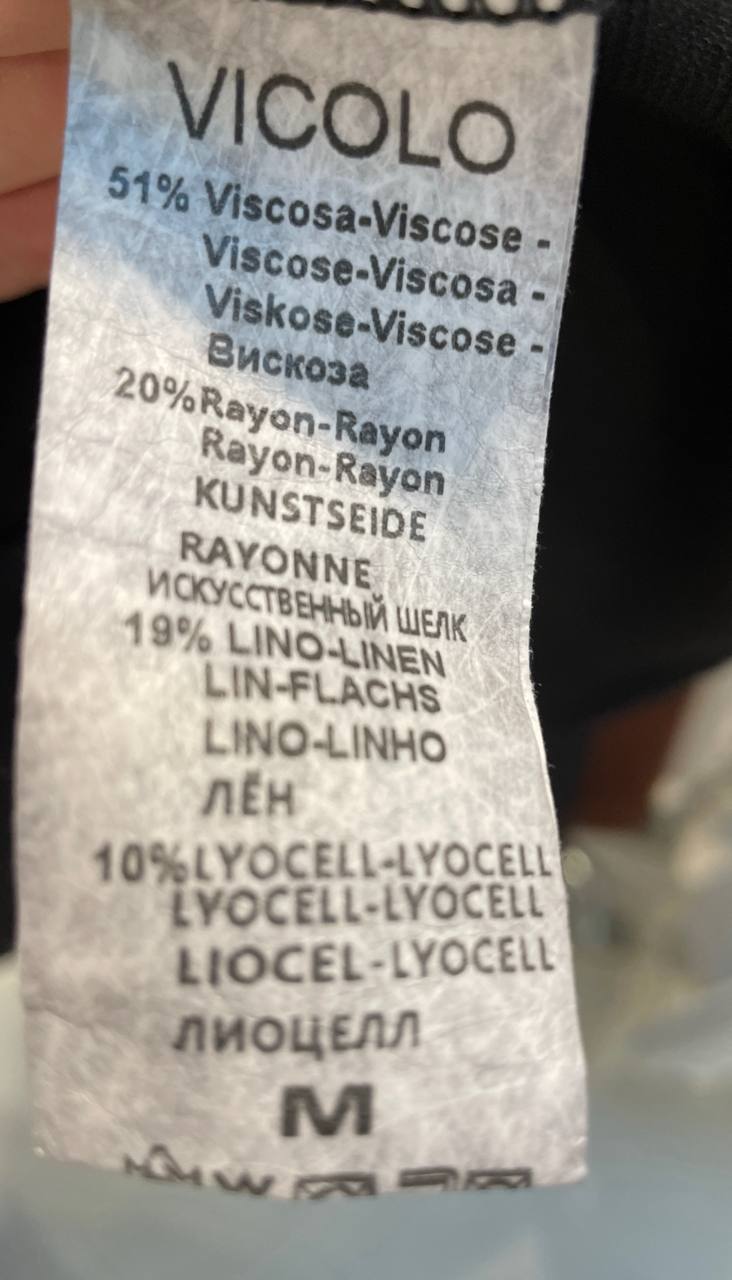 VICOLO
51% Viscosa-Viscose -
Viscose-Viscosa -
Viskose-Viscose -
Вискоза
20%Rayon-Rayon
Rayon-Rayon
KUNSTSEIDE
RAYONNE
ИСКУССТВЕННЫЙ ШЕЛК
19% LINO-LINEN
LIN-FLACHS
LINO-LINHO
ЛЁН
10%LYOCELL-LYOCELL
LYOCELL-LYOCELL
LIOCEL-LYOCELL
ЛИОЦЕЛЛ
M